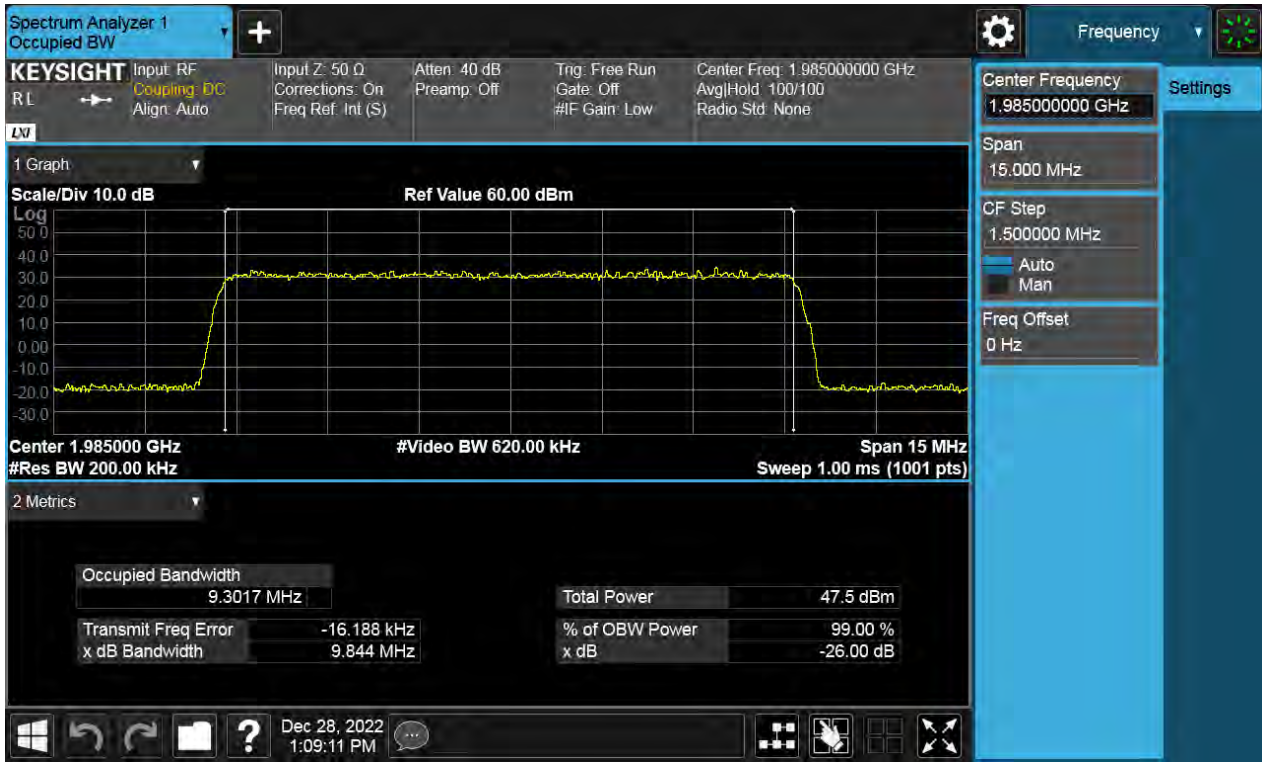 Spectrum Analyzer 1
Occupied BW
+
Frequency
KEYSIGHT
RL
LXI
Input: RF
Coupling: DC
Align: Auto
Input Z: 50 Ω
Corrections: On
Freq Ref: Int (S)
Atten: 40 dB
Preamp: Off
Trig: Free Run
Gate: Off
#IF Gain: Low
Center Freq: 1.985000000 GHz
Avg|Hold: 100/100
Radio Std: None
Center Frequency
1.985000000 GHz
Settings
Span
15.000 MHz
CF Step
1.500000 MHz
Auto
Man
Freq Offset
0 Hz
1 Graph
Scale/Div 10.0 dB
Ref Value 60.00 dBm
Log
50.0
40.0
30.0
20.0
10.0
0.00
-10.0
-20.0
-30.0
Center 1.985000 GHz
#Video BW 620.00 kHz
Span 15 MHz
#Res BW 200.00 kHz
Sweep 1.00 ms (1001 pts)
2 Metrics
Occupied Bandwidth
9.3017 MHz
Total Power 47.5 dBm
Transmit Freq Error -16.188 kHz
% of OBW Power 99.00 %
x dB Bandwidth 9.844 MHz
x dB -26.00 dB
?
Dec 28, 2022
1:09:11 PM